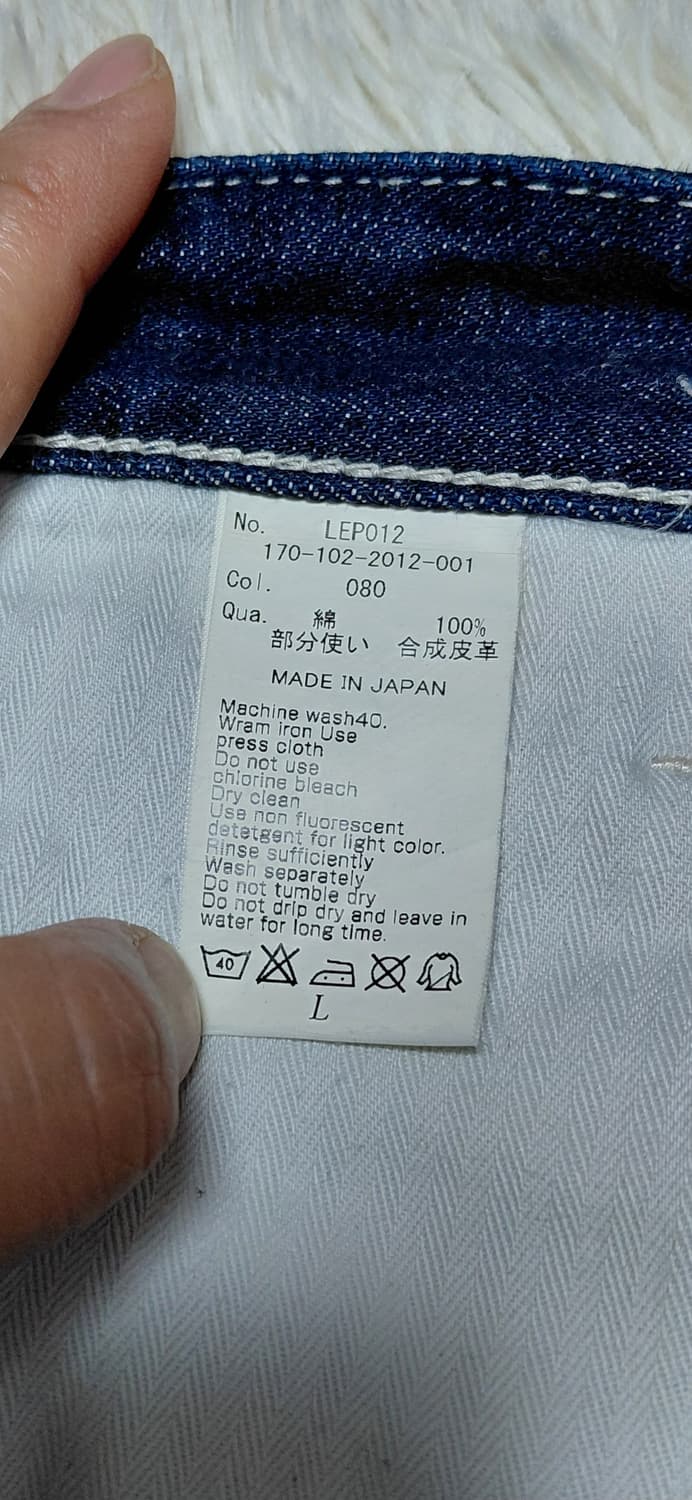 No. LEP012
170-102-2012-001
Col. 080
Qua. 綿 100%
部分使い 合成皮革
MADE IN JAPAN
Machine wash40.
Wram iron Use
press cloth
Do not use
chlorine bleach
Dry clean
Use non fluorescent
detetgent for light color.
Rinse sufficiently
Wash separately
Do not tumble dry
Do not drip dry and leave in
water for long time.
40
L